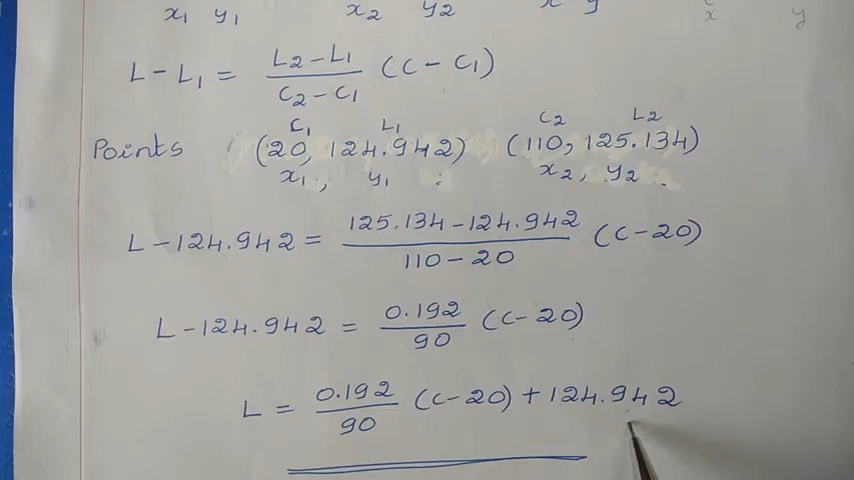 x1 y1 x2 y2 x y x y
L - L1 = L2 - L1 / C2 - C1 (C - C1)
C1 L1 C2 L2
Points (20, 124.942) (110, 125.134)
x1, y1 x2, y2
L - 124.942 = 125.134 - 124.942 / 110 - 20 (C - 20)
L - 124.942 = 0.192 / 90 (C - 20)
L = 0.192 / 90 (C - 20) + 124.942